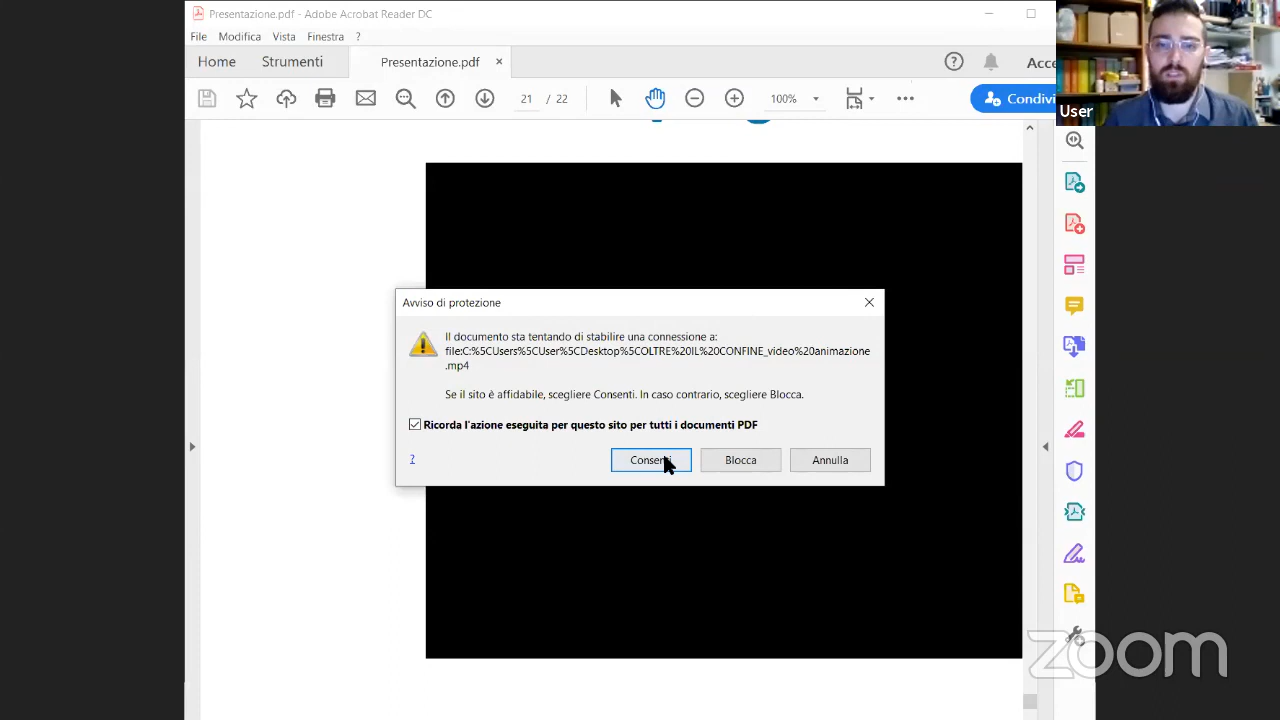 Presentazione.pdf - Adobe Acrobat Reader DC
File Modifica Vista Finestra ?
Home Strumenti Presentazione.pdf
21 / 22 100% Condivi
User
Avviso di protezione
Il documento sta tentando di stabilire una connessione a:
file:C:%5CUsers%5CUser%5CDesktop%5COLTRE%20IL%20CONFINE_video%20animazione
.mp4
Se il sito è affidabile, scegliere Consenti. In caso contrario, scegliere Blocca.
Ricorda l'azione eseguita per questo sito per tutti i documenti PDF
? Consenti Blocca Annulla
zoom